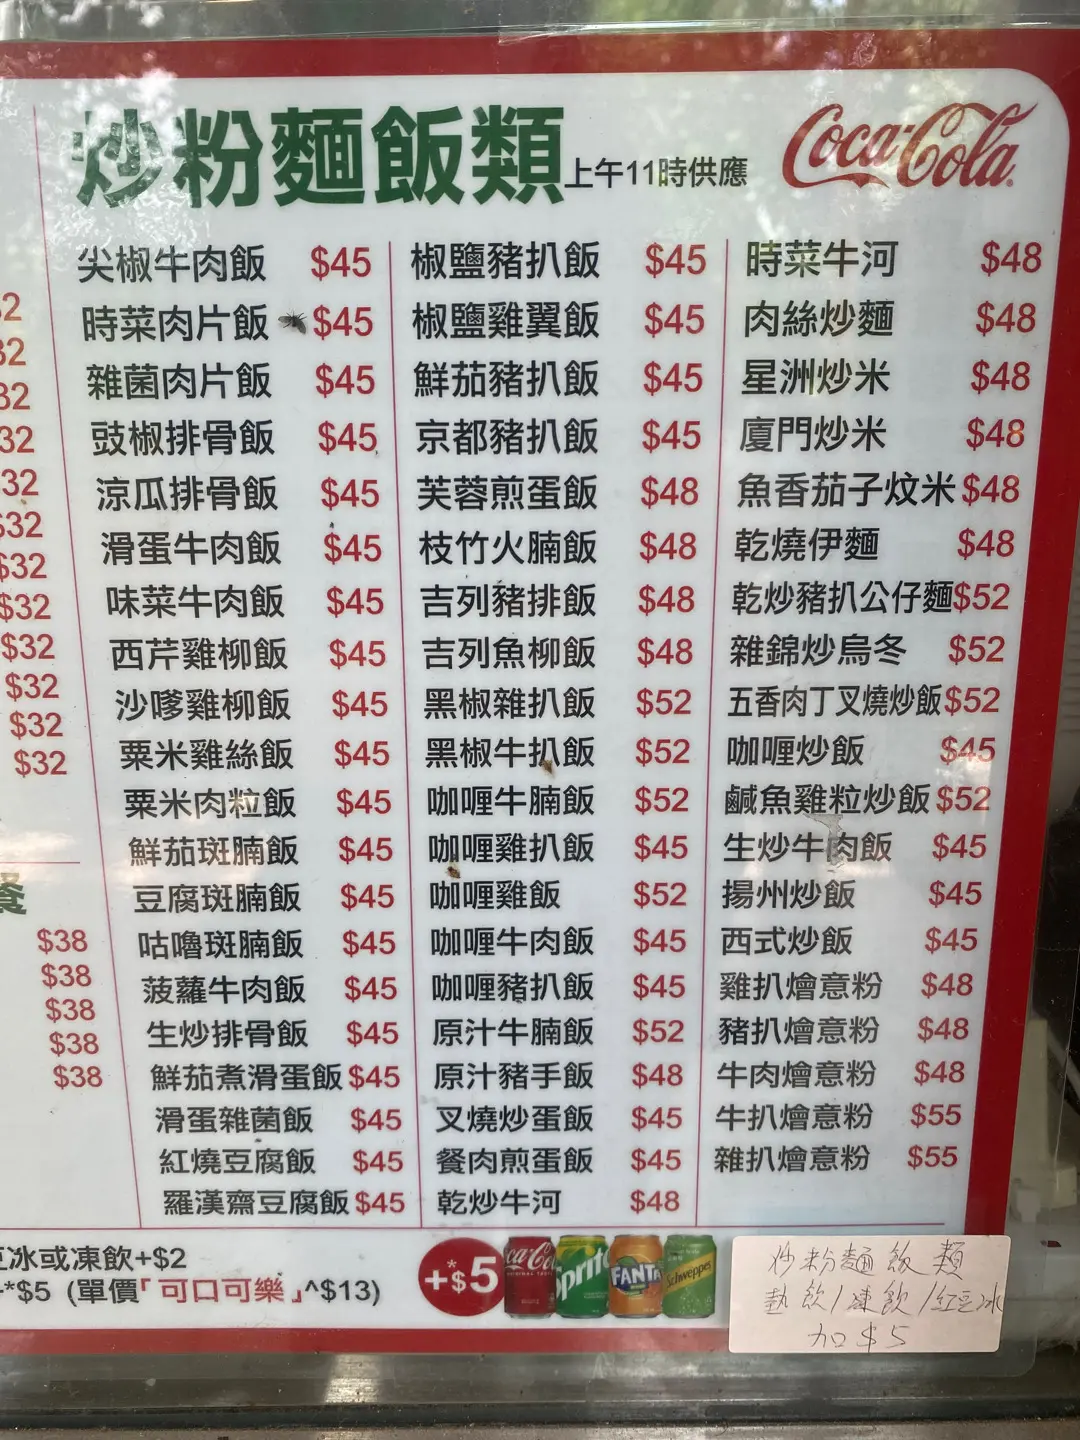 炒粉麵飯類 上午11時供應
Coca-Cola
尖椒牛肉飯 $45
時菜肉片飯 $45
雜菌肉片飯 $45
豉椒排骨飯 $45
涼瓜排骨飯 $45
滑蛋牛肉飯 $45
味菜牛肉飯 $45
西芹雞柳飯 $45
沙嗲雞柳飯 $45
粟米雞絲飯 $45
粟米肉粒飯 $45
鮮茄斑腩飯 $45
豆腐斑腩飯 $45
咕嚕斑腩飯 $45
菠蘿牛肉飯 $45
生炒排骨飯 $45
鮮茄煮滑蛋飯 $45
滑蛋雜菌飯 $45
紅燒豆腐飯 $45
羅漢齋豆腐飯 $45
椒鹽豬扒飯 $45
椒鹽雞翼飯 $45
鮮茄豬扒飯 $45
京都豬扒飯 $45
芙蓉煎蛋飯 $48
枝竹火腩飯 $48
吉列豬排飯 $48
吉列魚柳飯 $48
黑椒雜扒飯 $52
黑椒牛扒飯 $52
咖喱牛腩飯 $52
咖喱雞扒飯 $45
咖喱雞飯 $52
咖喱牛肉飯 $45
咖喱豬扒飯 $45
原汁牛腩飯 $52
原汁豬手飯 $48
叉燒炒蛋飯 $45
餐肉煎蛋飯 $45
乾炒牛河 $48
時菜牛河 $48
肉絲炒麵 $48
星洲炒米 $48
廈門炒米 $48
魚香茄子炆米 $48
乾燒伊麵 $48
乾炒豬扒公仔麵 $52
雜錦炒烏冬 $52
五香肉丁叉燒炒飯 $52
咖喱炒飯 $45
鹹魚雞粒炒飯 $52
生炒牛肉飯 $45
揚州炒飯 $45
西式炒飯 $45
雞扒燴意粉 $48
豬扒燴意粉 $48
牛肉燴意粉 $48
牛扒燴意粉 $55
雜扒燴意粉 $55
$32
$32
$32
$32
$32
$32
$32
$32
$32
$32
$32
餐
$38
$38
$38
$38
$38
豆冰或凍飲+$2
*$5 (單價「可口可樂」^$13)
+*$5
Sprite
FANTA
Schweppes
炒粉麵飯類
熱飲/凍飲/紅豆冰
加$5